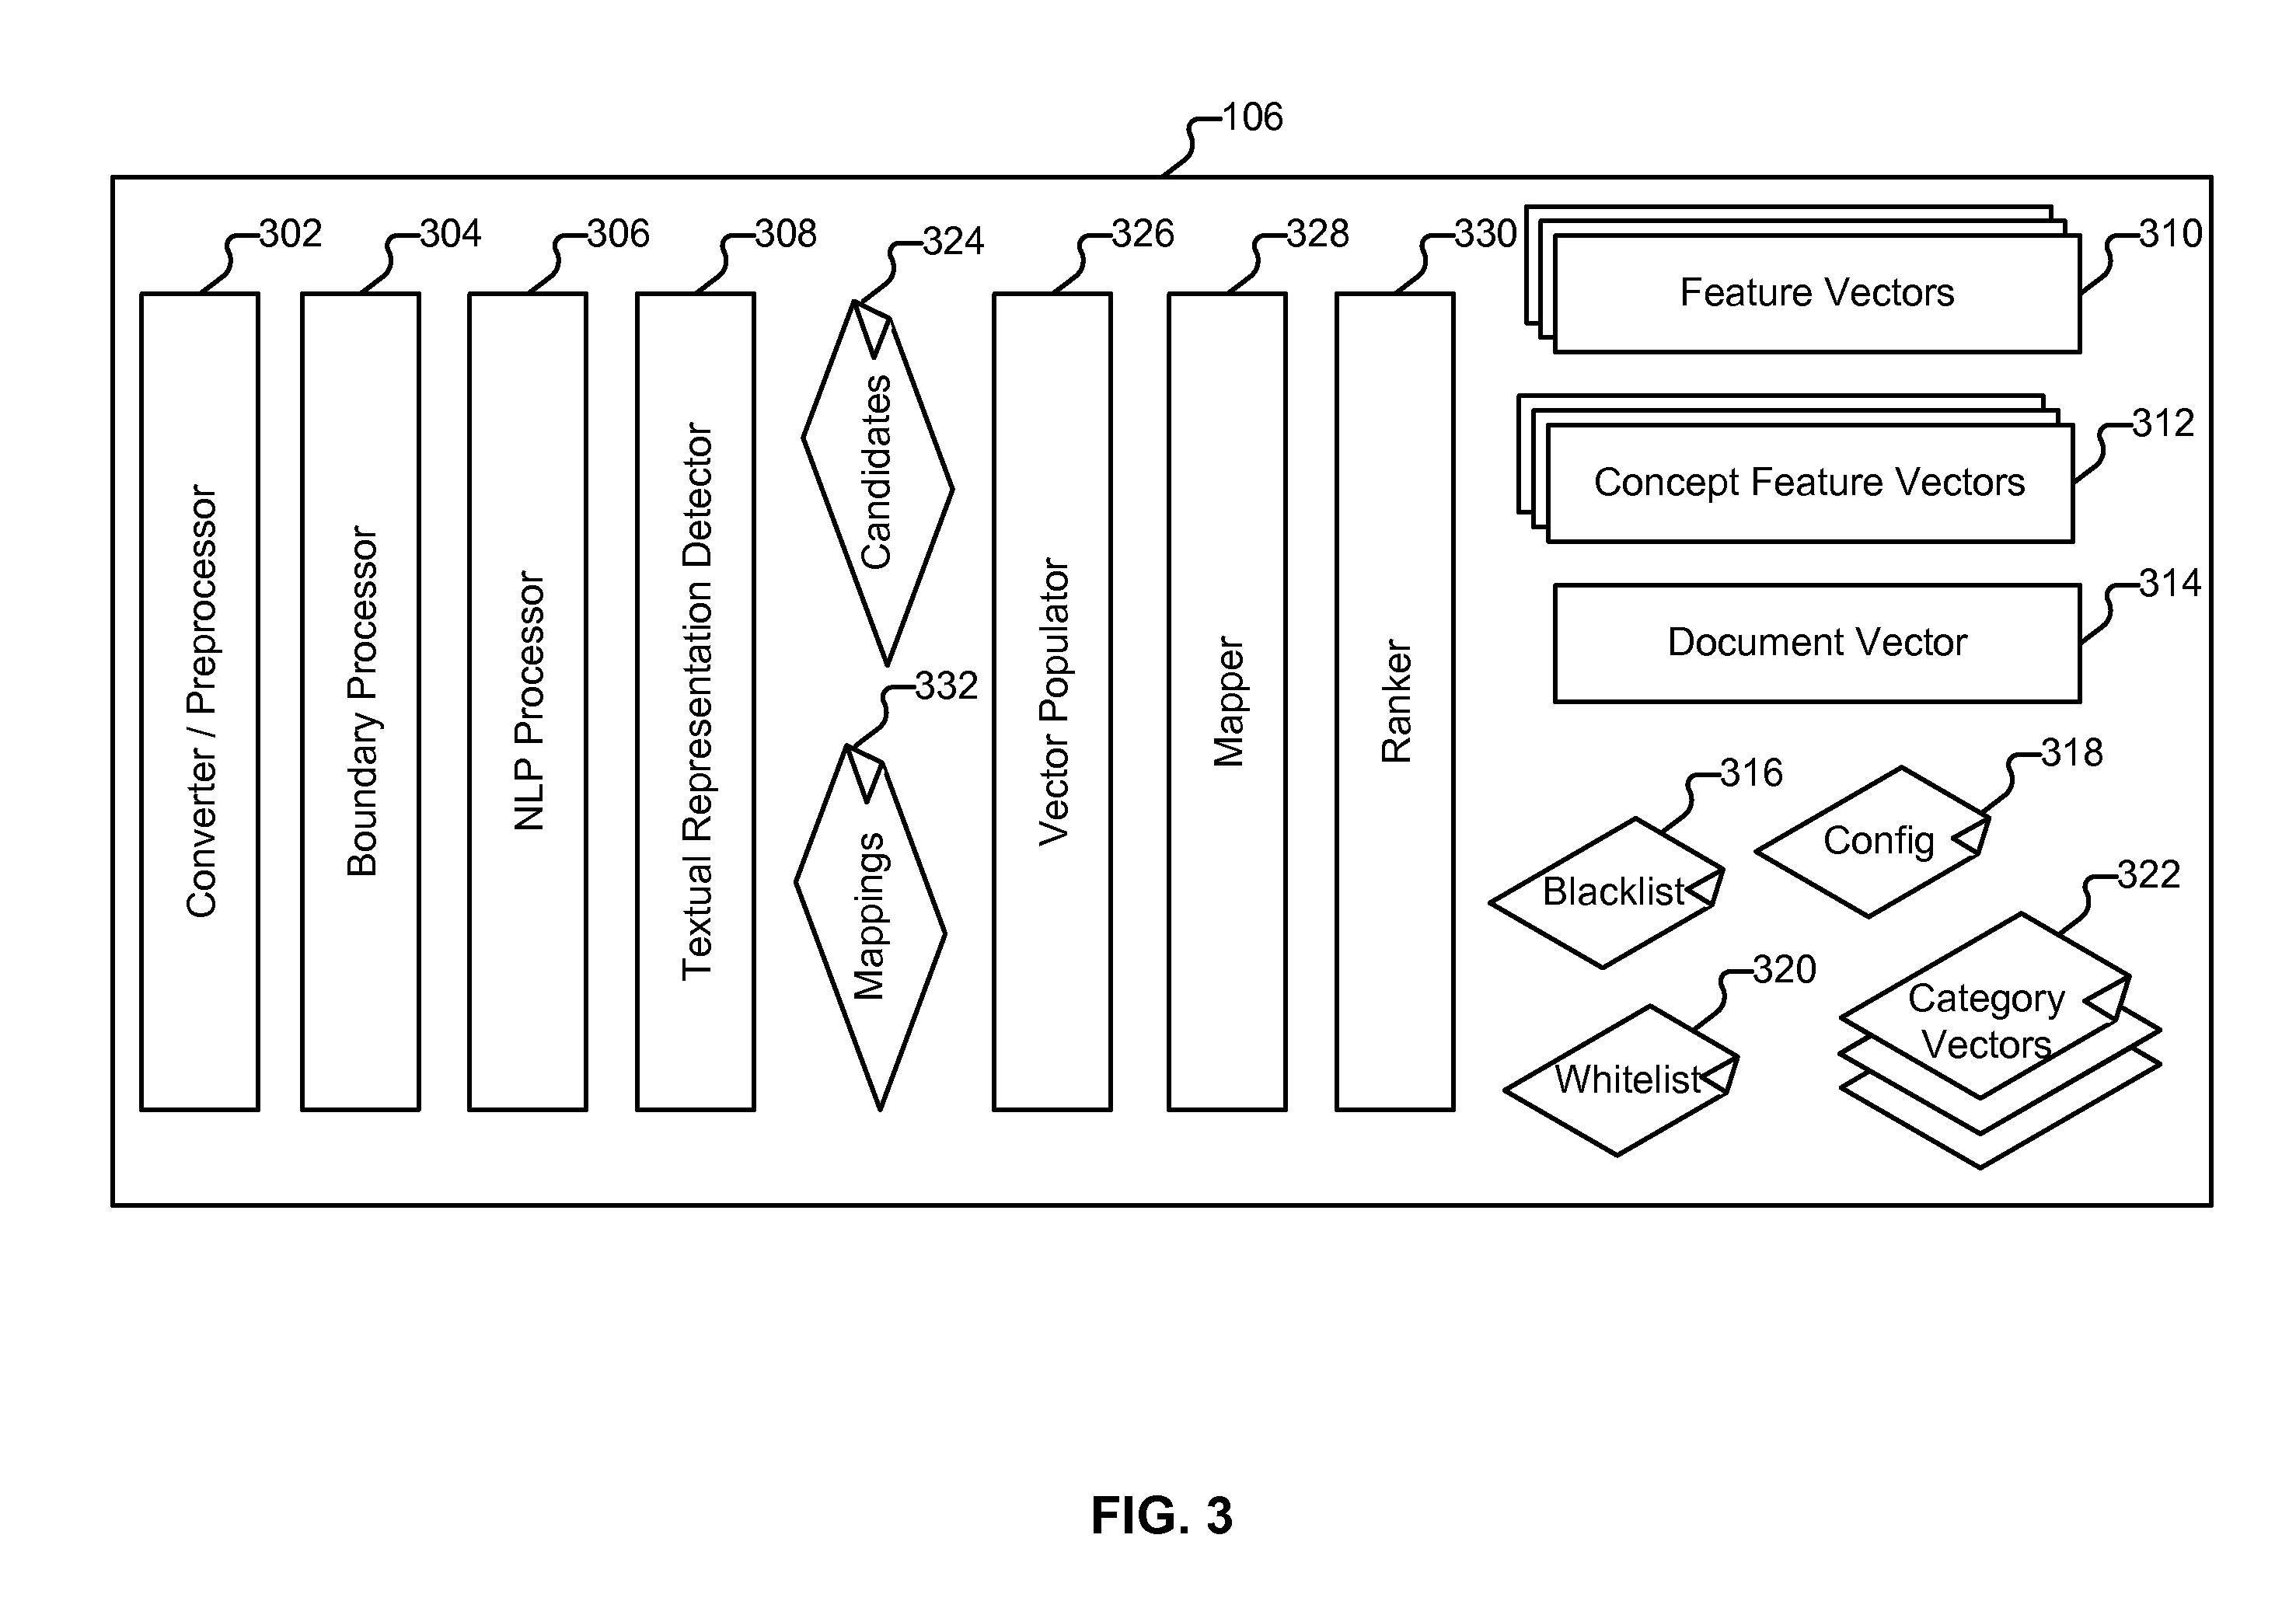 106
302
304
306
308
324
326
328
330
310
Feature Vectors
312
Concept Feature Vectors
314
Document Vector
Converter / Preprocessor
Boundary Processor
NLP Processor
Textual Representation Detector
Candidates
332
Mappings
Vector Populator
Mapper
Ranker
316
Blacklist
318
Config
320
Whitelist
322
Category
Vectors
FIG. 3